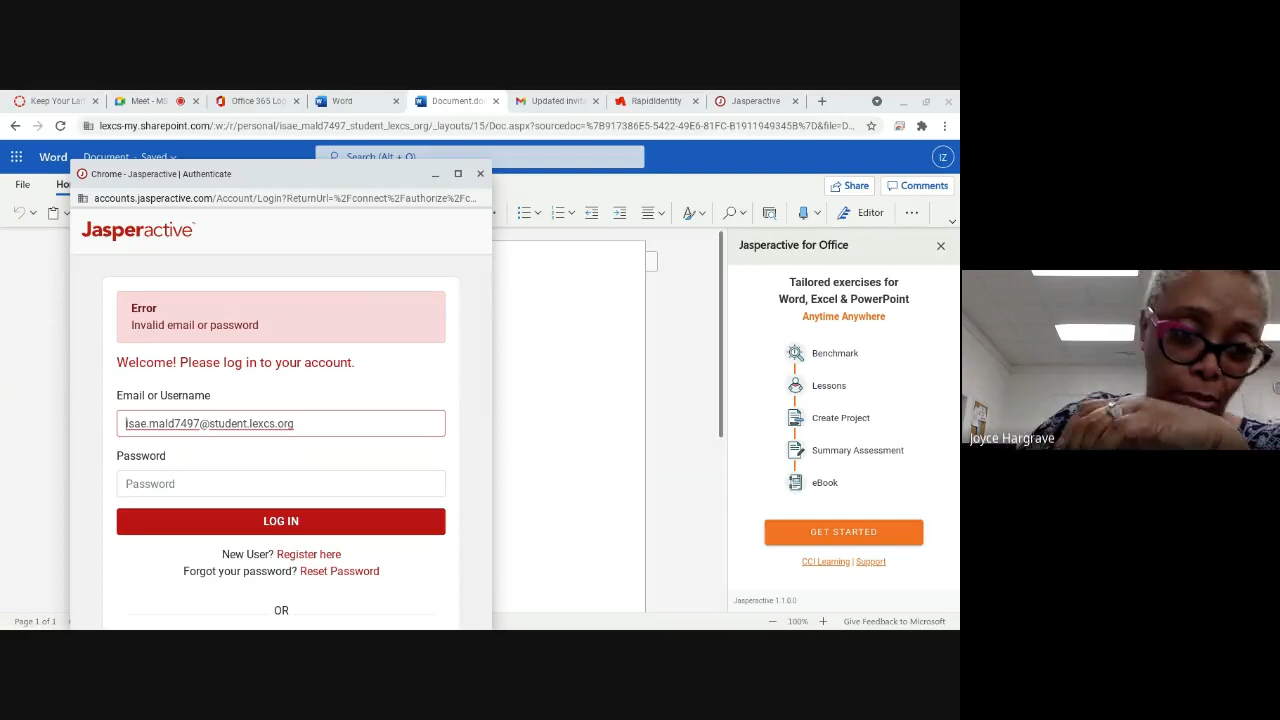 Keep Your Lar
Meet - MS
Office 365 Log
Word
Document.doc
Updated invita
RapidIdentity
Jasperactive
lexcs-my.sharepoint.com/:w:/r/personal/isae_mald7497_student_lexcs_org/_layouts/15/Doc.aspx?sourcedoc=%7B917386E5-5422-49E6-81FC-B1911949345B%7D&file=D...
Word Document - Saved
Search (Alt + Q)
IZ
File Ho
Share
Comments
Editor
Chrome - Jasperactive | Authenticate
accounts.jasperactive.com/Account/Login?ReturnUrl=%2Fconnect%2Fauthorize%2Fc...
Jasperactive
Error
Invalid email or password
Welcome! Please log in to your account.
Email or Username
isae.mald7497@student.lexcs.org
Password
Password
LOG IN
New User? Register here
Forgot your password? Reset Password
OR
Jasperactive for Office
Tailored exercises for
Word, Excel & PowerPoint
Anytime Anywhere
Benchmark
Lessons
Create Project
Summary Assessment
eBook
GET STARTED
CCI Learning | Support
Jasperactive 1.1.0.0
Page 1 of 1
100%
Give Feedback to Microsoft
Joyce Hargrave